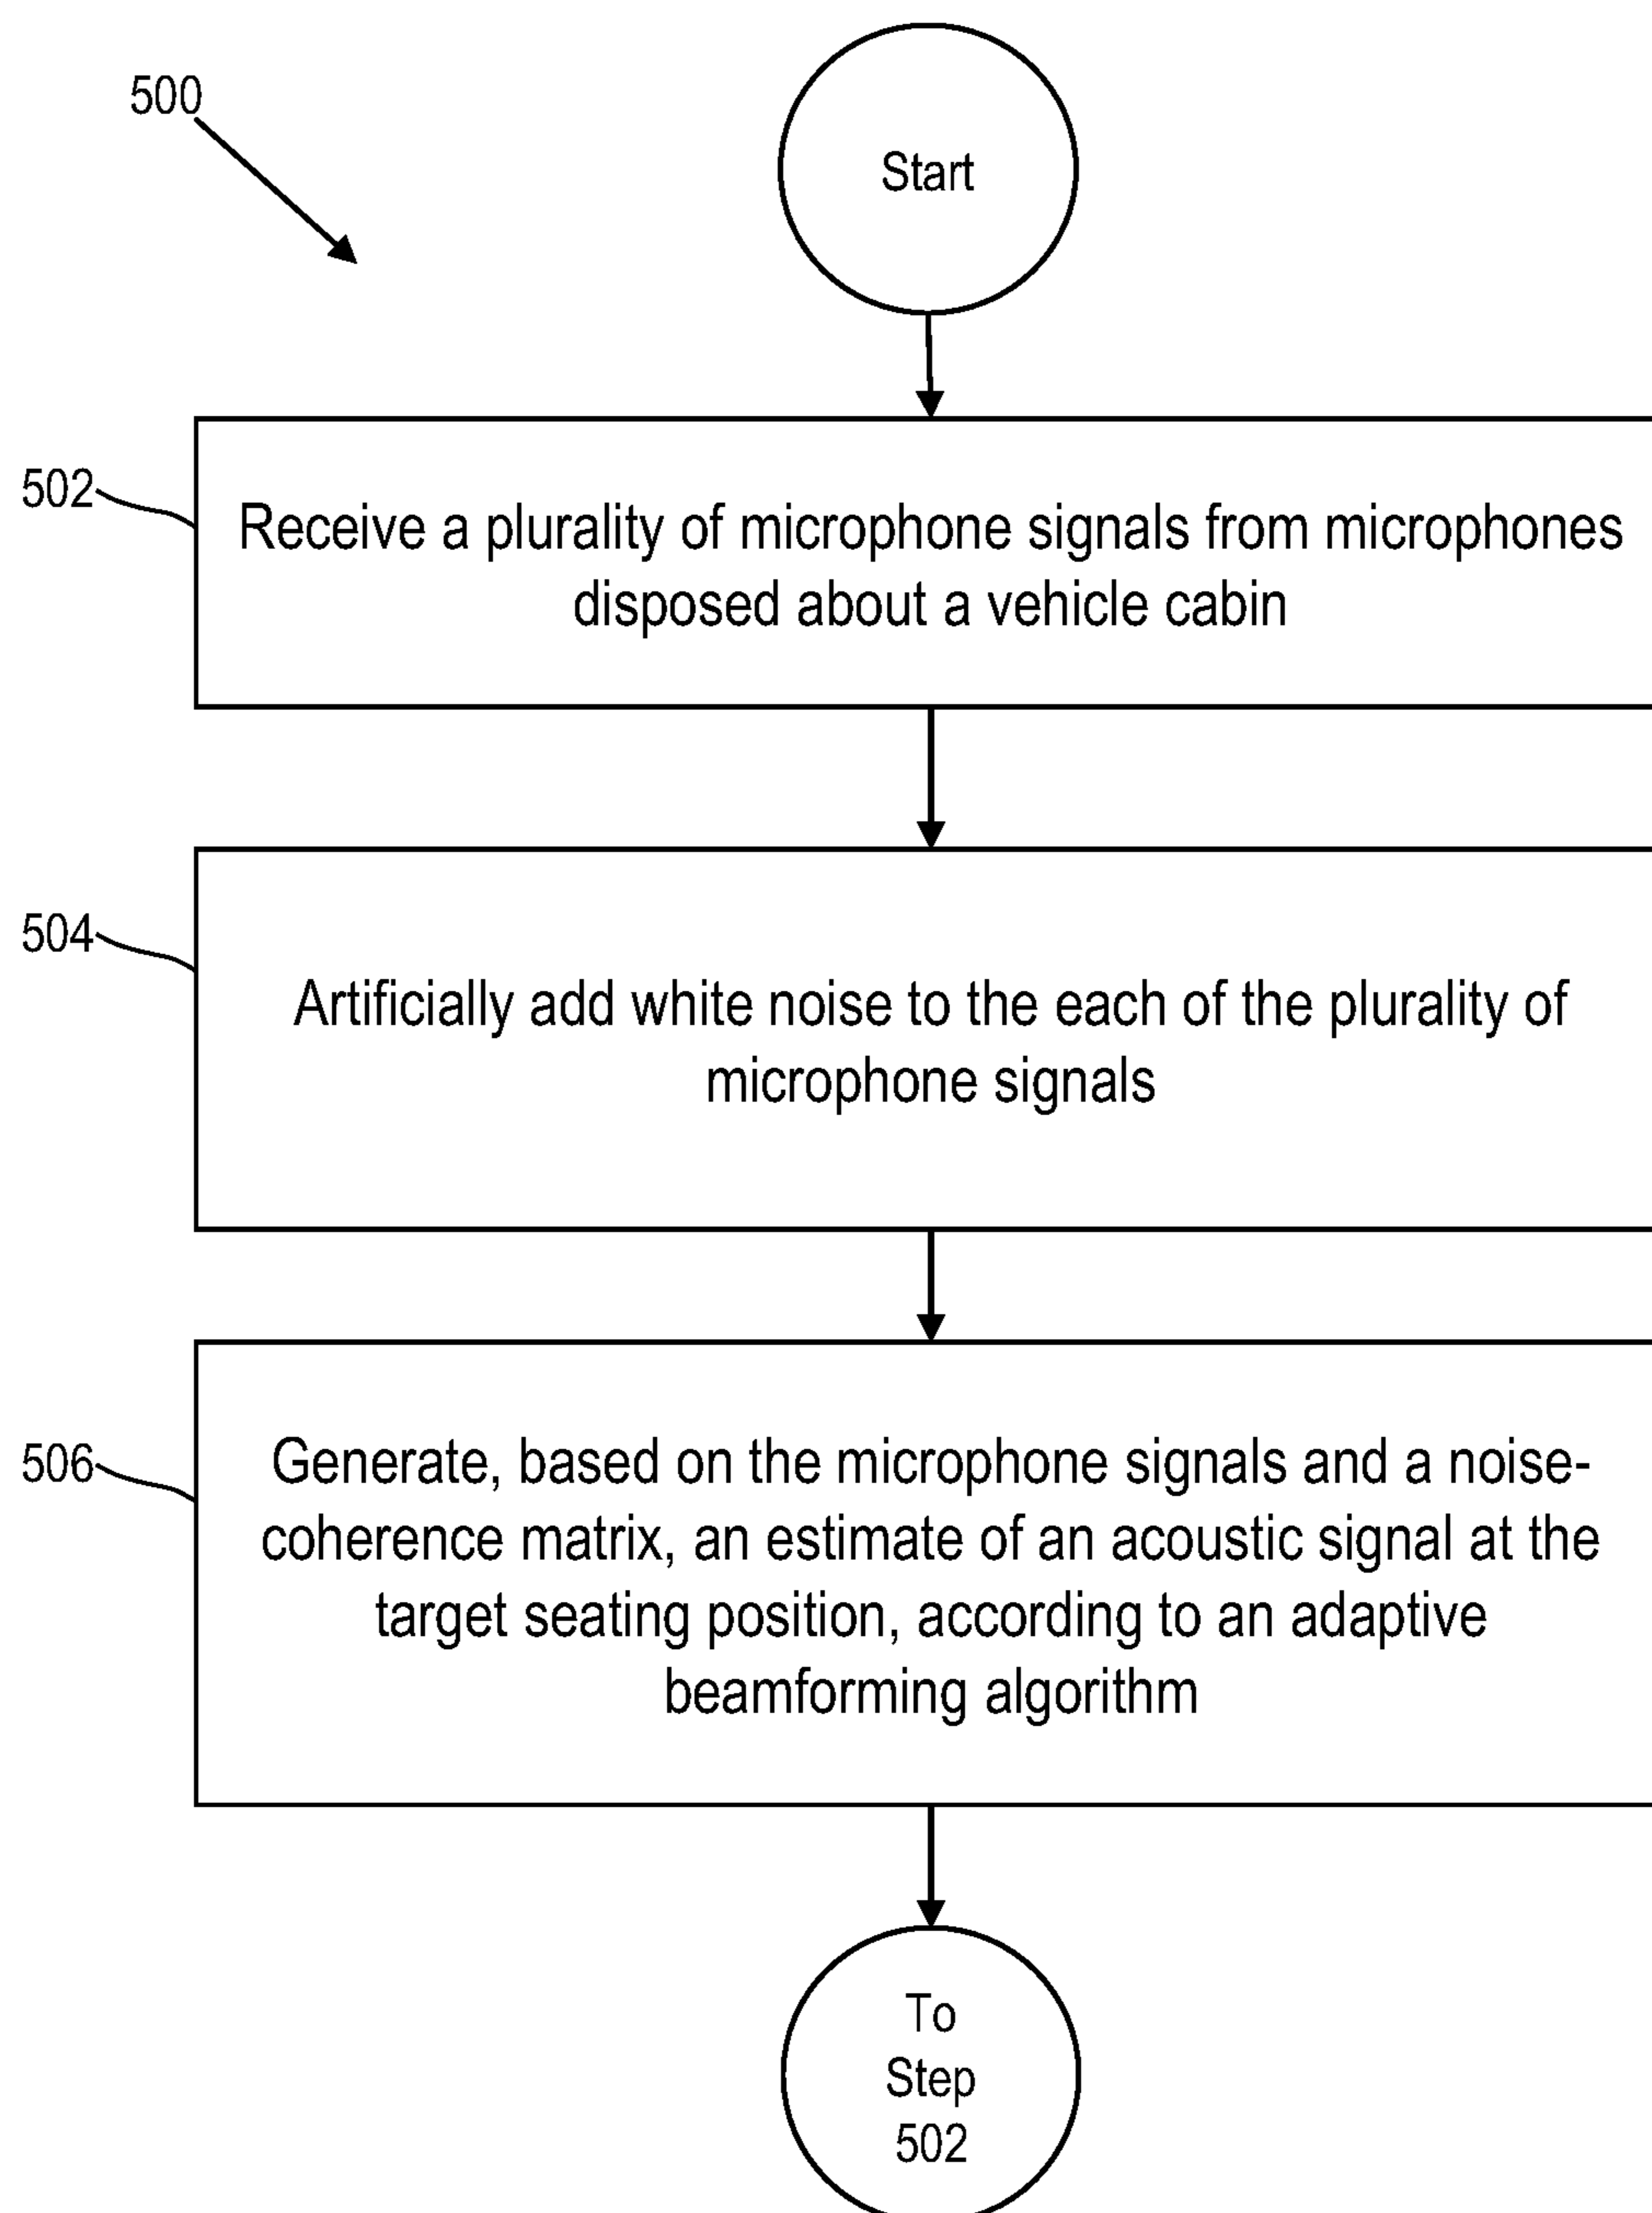 500
Start
502
Receive a plurality of microphone signals from microphones
disposed about a vehicle cabin
504
Artificially add white noise to the each of the plurality of
microphone signals
506
Generate, based on the microphone signals and a noise-
coherence matrix, an estimate of an acoustic signal at the
target seating position, according to an adaptive
beamforming algorithm
To
Step
502